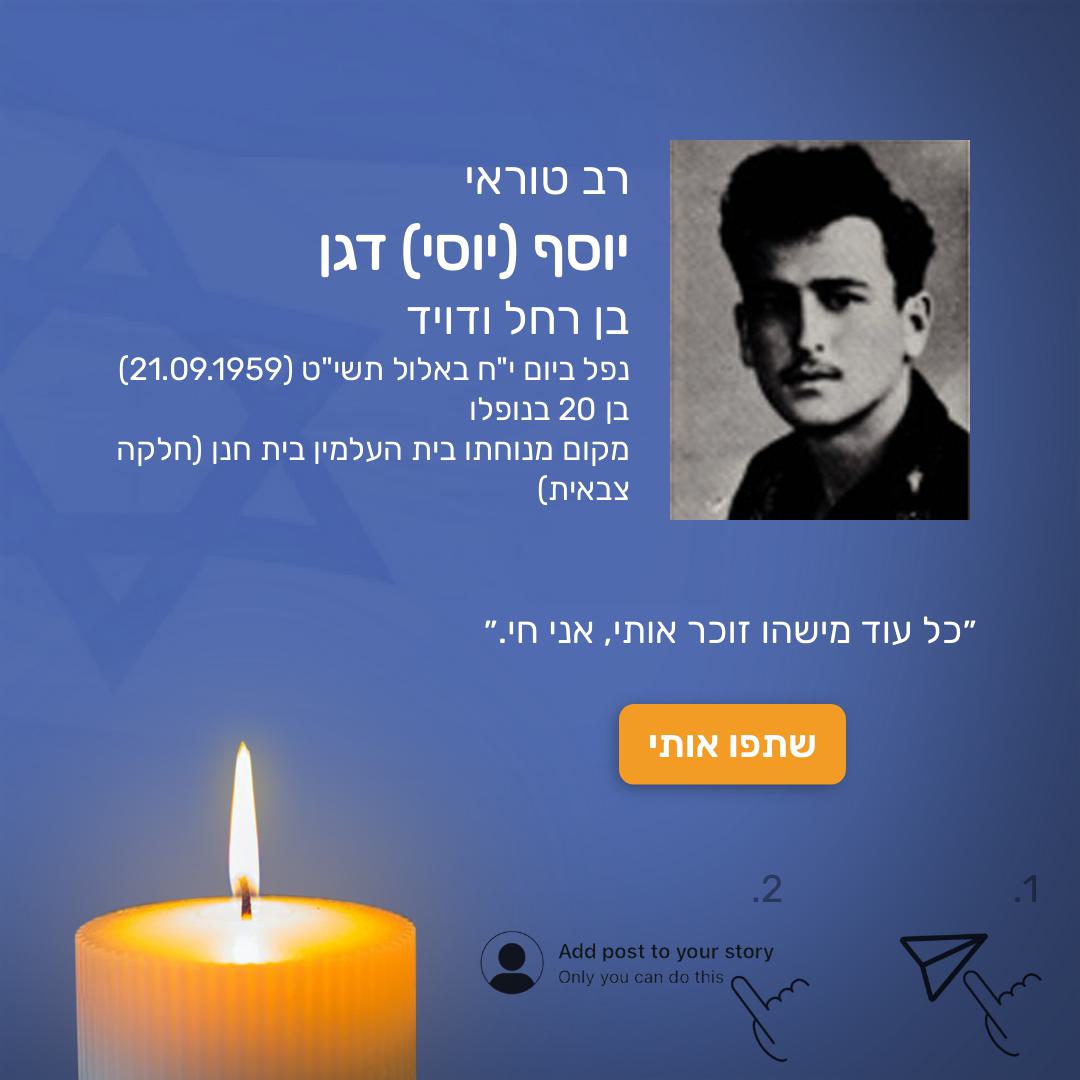 רב טוראי
יוסף (יוסי) דגן
בן רחל ודויד
נפל ביום י"ח באלול תשי"ט (21.09.1959)
בן 20 בנופלו
מקום מנוחתו בית העלמין בית חנן (חלקה
צבאית)
״כל עוד מישהו זוכר אותי, אני חי.״
שתפו אותי
1.
2.
Add post to your story
Only you can do this